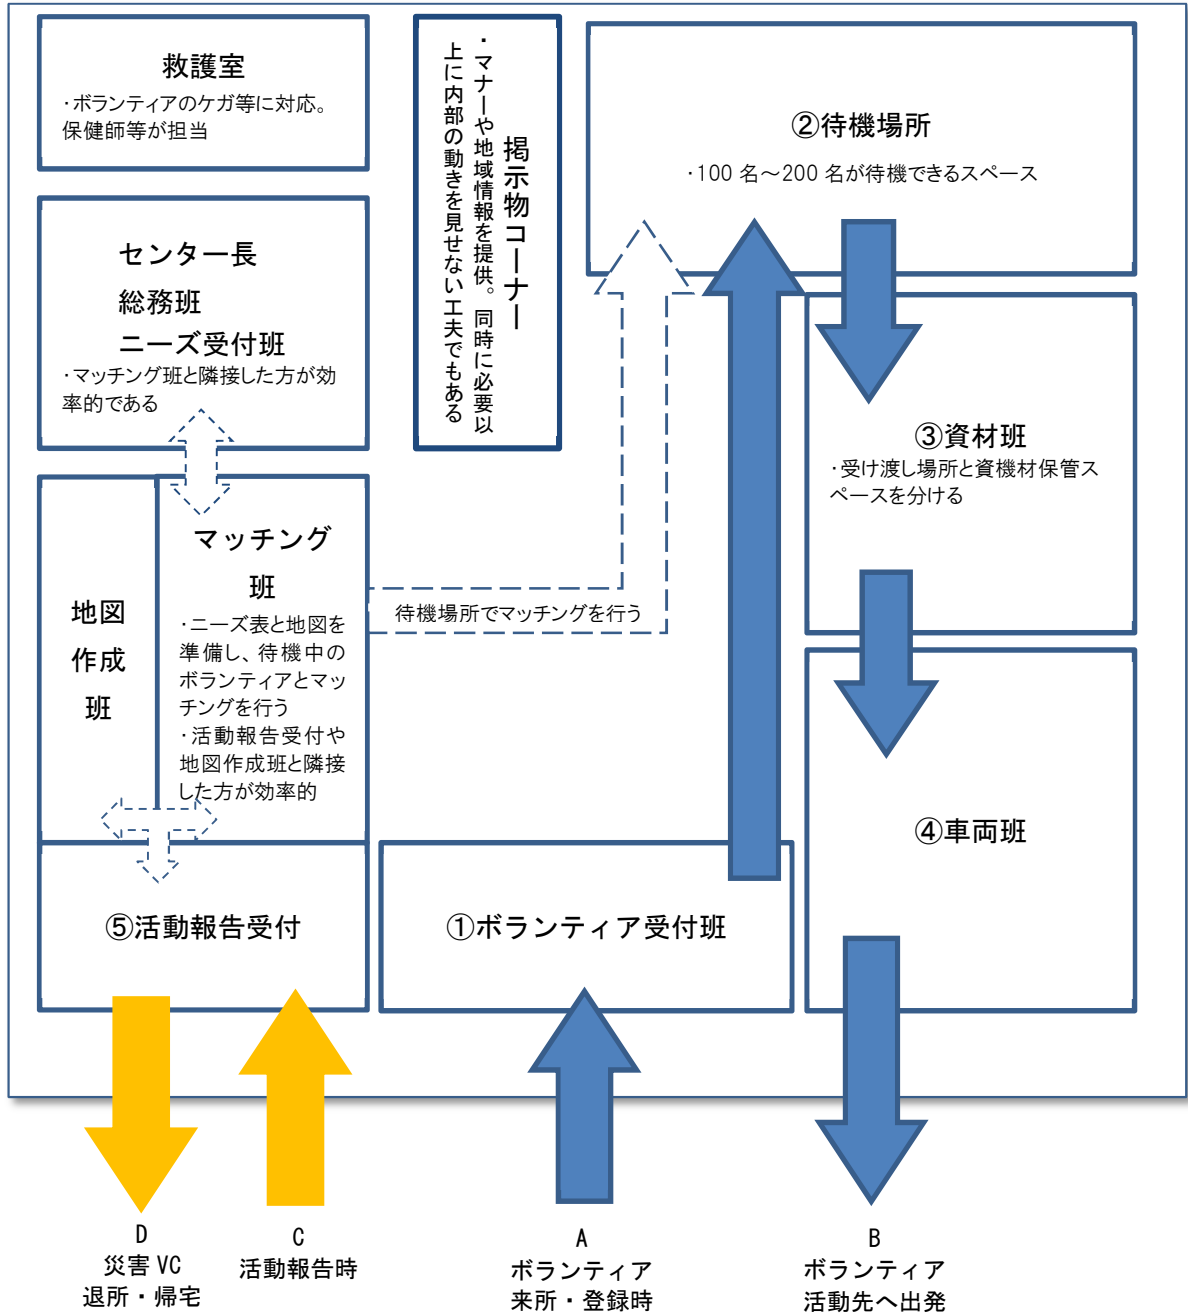 救護室
・ボランティアのケガ等に対応。
保健師等が担当
掲示物コーナー
・マナーや地域情報を提供。同時に必要以
上に内部の動きを見せない工夫でもある
②待機場所
・100 名～200 名が待機できるスペース
センター長
総務班
ニーズ受付班
・マッチング班と隣接した方が効
率的である
③資材班
・受け渡し場所と資機材保管ス
ペースを分ける
地図
作成
班
マッチング
班
・ニーズ表と地図を
準備し、待機中の
ボランティアとマッ
チングを行う
・活動報告受付や
地図作成班と隣接
した方が効率的
待機場所でマッチングを行う
④車両班
⑤活動報告受付
①ボランティア受付班
D
災害 VC
退所・帰宅
C
活動報告時
A
ボランティア
来所・登録時
B
ボランティア
活動先へ出発